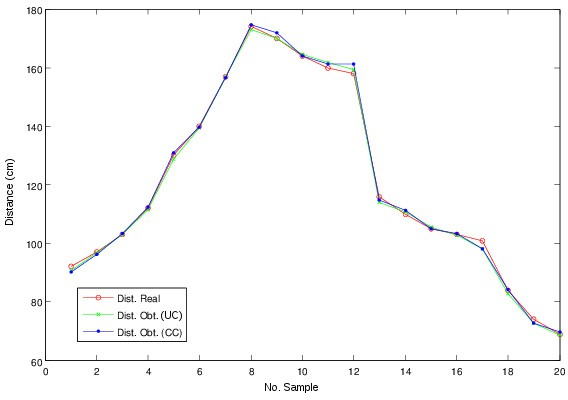 180
160
140
120
100
80
60
Distance (cm)
Dist. Real
Dist. Obt. (UC)
Dist. Obt. (CC)
0 2 4 6 8 10 12 14 16 18 20
No. Sample